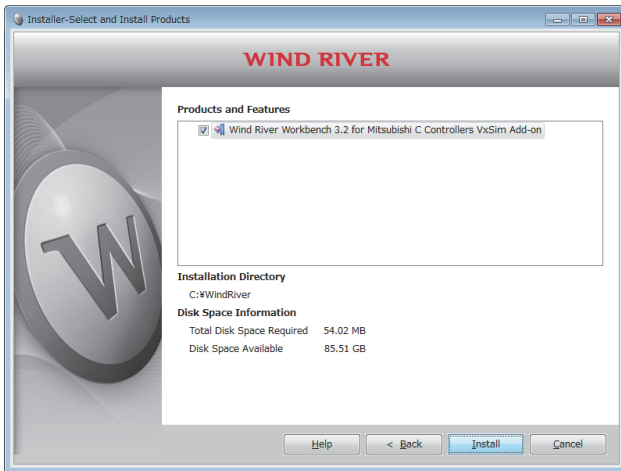 Installer-Select and Install Products
WIND RIVER
Products and Features
Wind River Workbench 3.2 for Mitsubishi C Controllers VxSim Add-on
W
Installation Directory
C:¥WindRiver
Disk Space Information
Total Disk Space Required 54.02 MB
Disk Space Available 85.51 GB
Help < Back Install Cancel